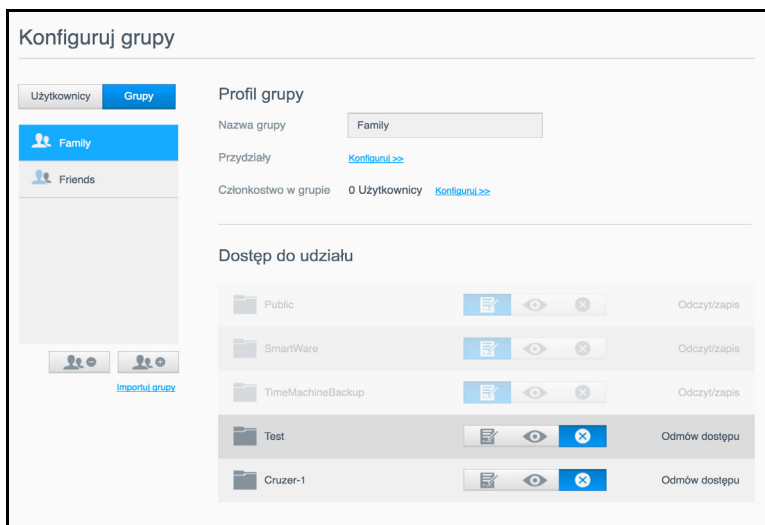 Konfiguruj grupy
Użytkownicy Grupy
Family
Friends
Importuj grupy
Profil grupy
Nazwa grupy Family
Przydziały Konfiguruj >>
Członkostwo w grupie 0 Użytkownicy Konfiguruj >>
Dostęp do udziału
Public Odczyt/zapis
SmartWare Odczyt/zapis
TimeMachineBackup Odczyt/zapis
Test Odmów dostępu
Cruzer-1 Odmów dostępu